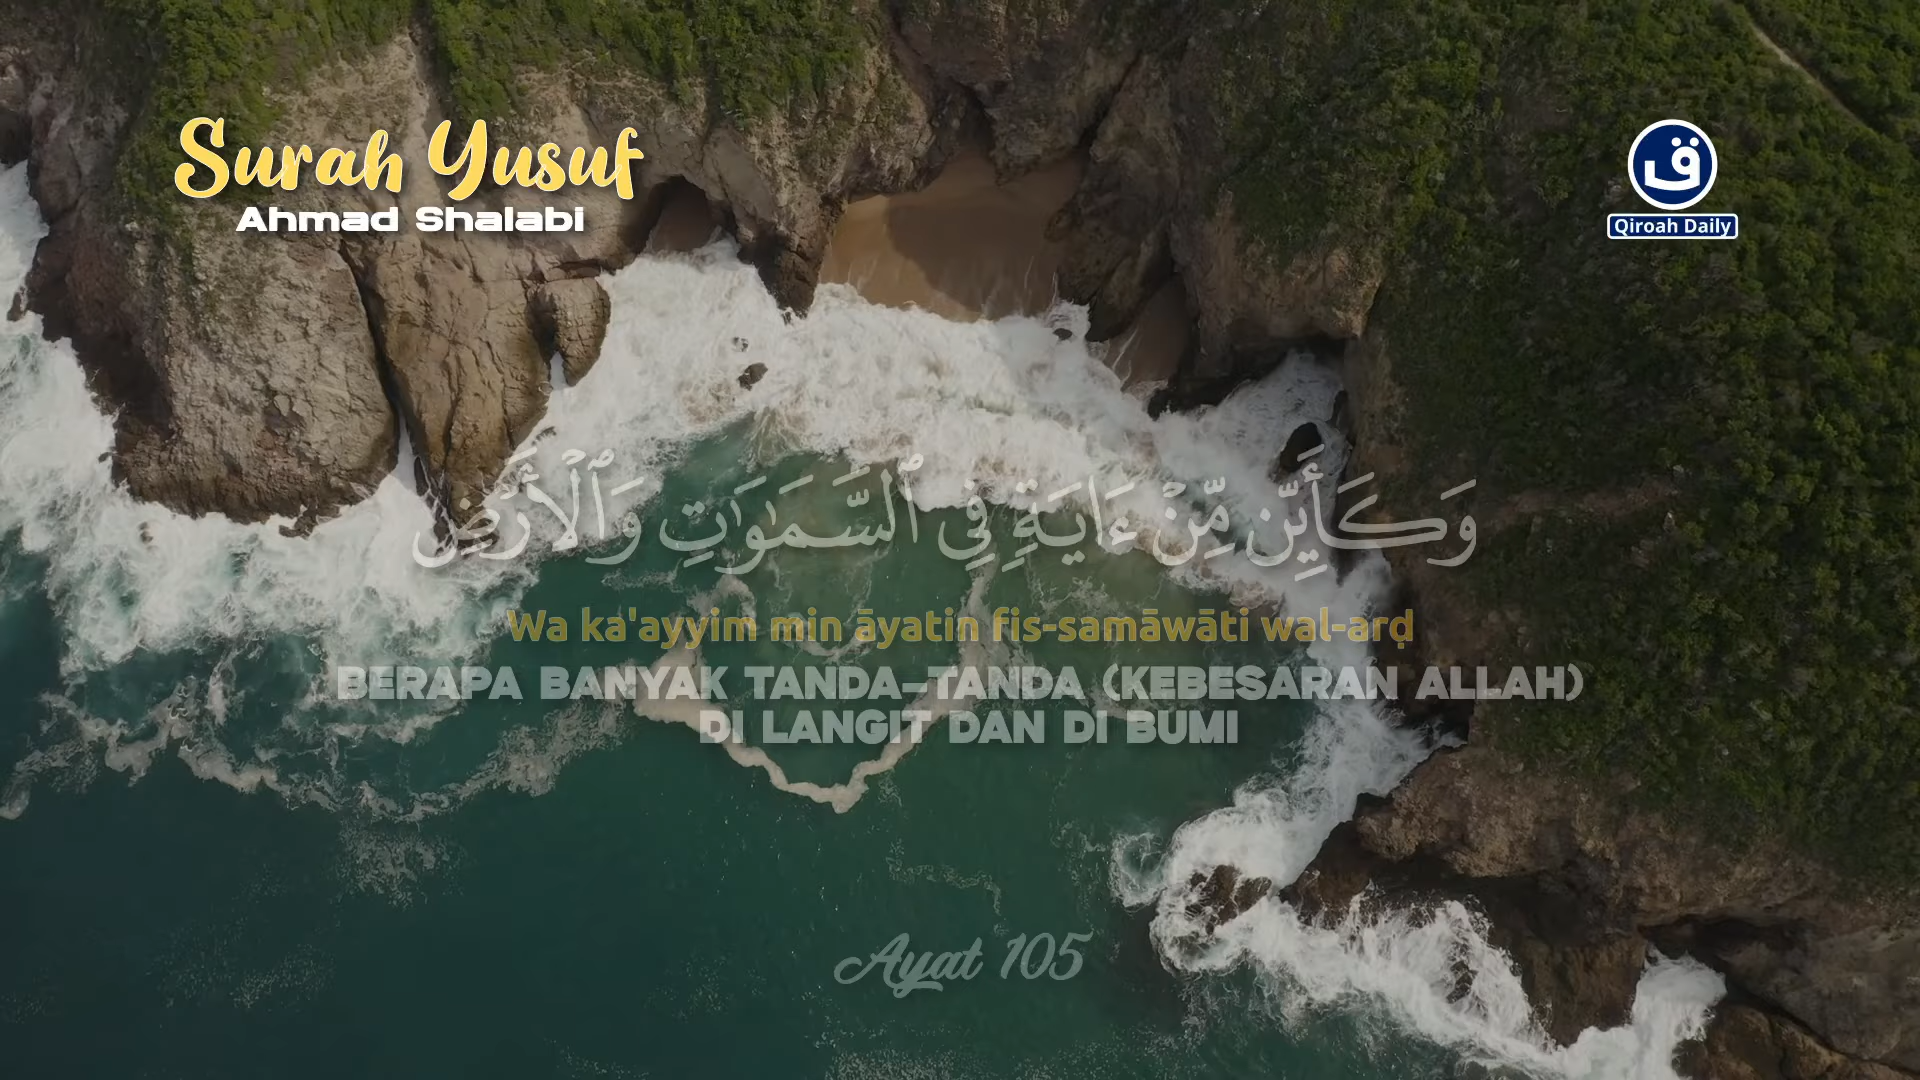 Surah Yusuf
Ahmad Shalabi
ق
Qiroah Daily
وَكَأَيِّن مِّنْ ءَايَةٍ فِي ٱلسَّمَٰوَٰتِ وَٱلْأَرْضِ
Wa ka'ayyim min āyatin fis-samāwāti wal-arḍ
BERAPA BANYAK TANDA-TANDA (KEBESARAN ALLAH)
DI LANGIT DAN DI BUMI
Ayat 105